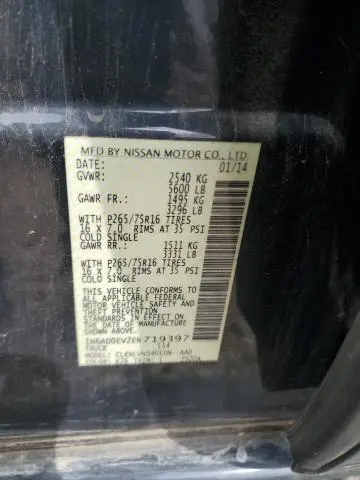 MFD BY NISSAN MOTOR CO., LTD.
DATE: 01/14
GVWR: 2540 KG
5600 LB
GAWR FR.: 1495 KG
3296 LB
WITH P265/75R16 TIRES
16 X 7.0 RIMS AT 35 PSI
COLD SINGLE
GAWR RR.: 1511 KG
3331 LB
WITH P265/75R16 TIRES
16 X 7.0 RIMS AT 35 PSI
COLD SINGLE
THIS VEHICLE CONFORMS TO ALL
APPLICABLE FEDERAL MOTOR
VEHICLE SAFETY AND
THEFT PREVENTION
STANDARDS IN EFFECT ON THE
DATE OF MANUFACTURE SHOWN
ABOVE.
719397
TRUCK
MODEL:
COLOR: K26 TRIM: